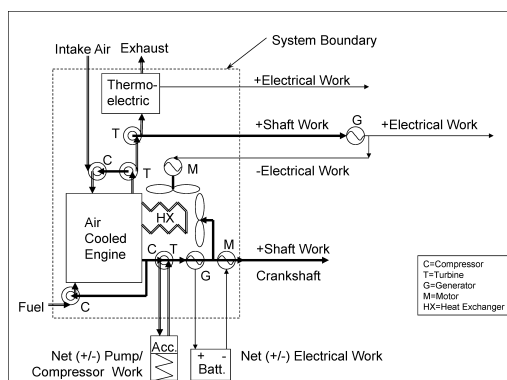 Intake Air
Exhaust
System Boundary
Thermo-
electric
+Electrical Work
T
+Shaft Work
G
+Electrical Work
C
T
M
-Electrical Work
Air
Cooled
Engine
HX
C
T
M
+Shaft Work
G
Crankshaft
C
Fuel
C=Compressor
T=Turbine
G=Generator
M=Motor
HX=Heat Exchanger
Net (+/-) Pump/
Compressor Work
Acc.
+ -
Batt.
Net (+/-) Electrical Work